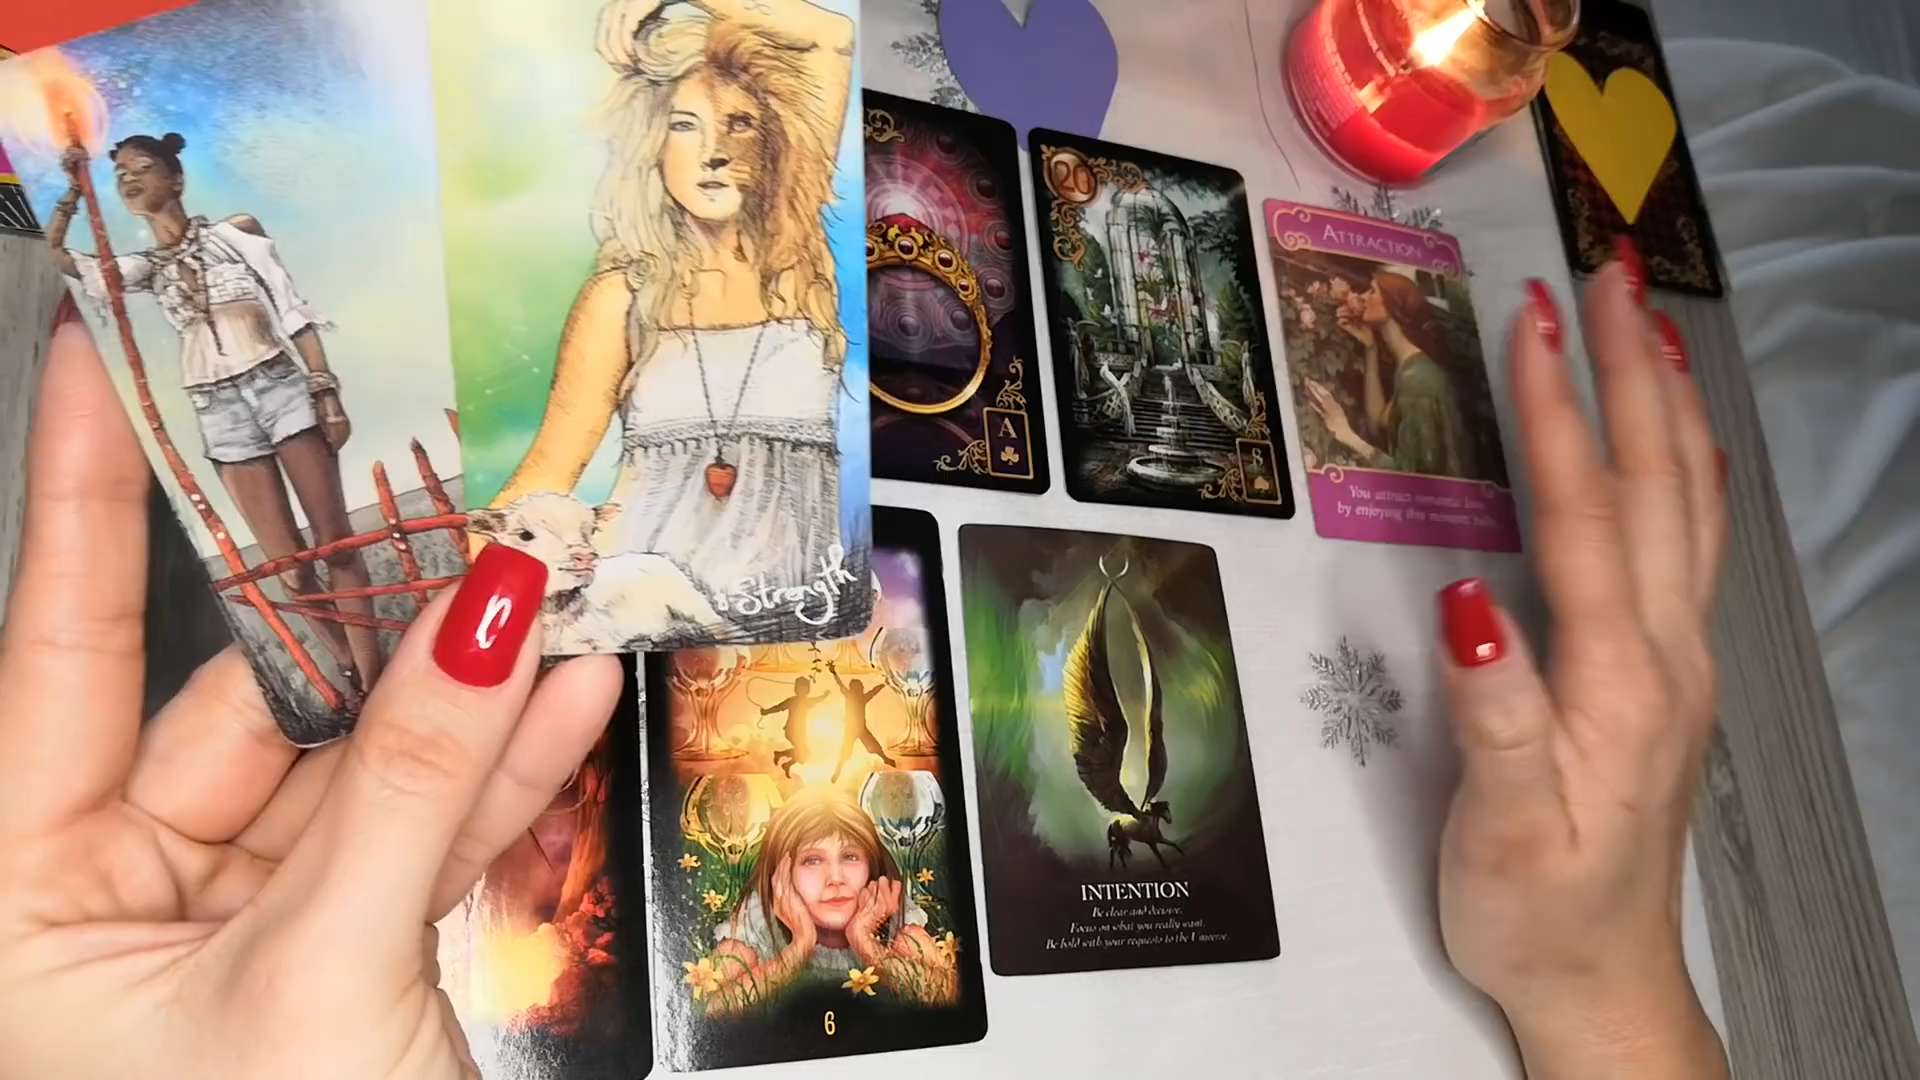 8 Strength
A
20
ATTRACTION
You attract romantic love
by enjoying this moment fully.
6
INTENTION
Be clear and decisive.
Focus on what you really want.
Be bold with your requests to the Universe.